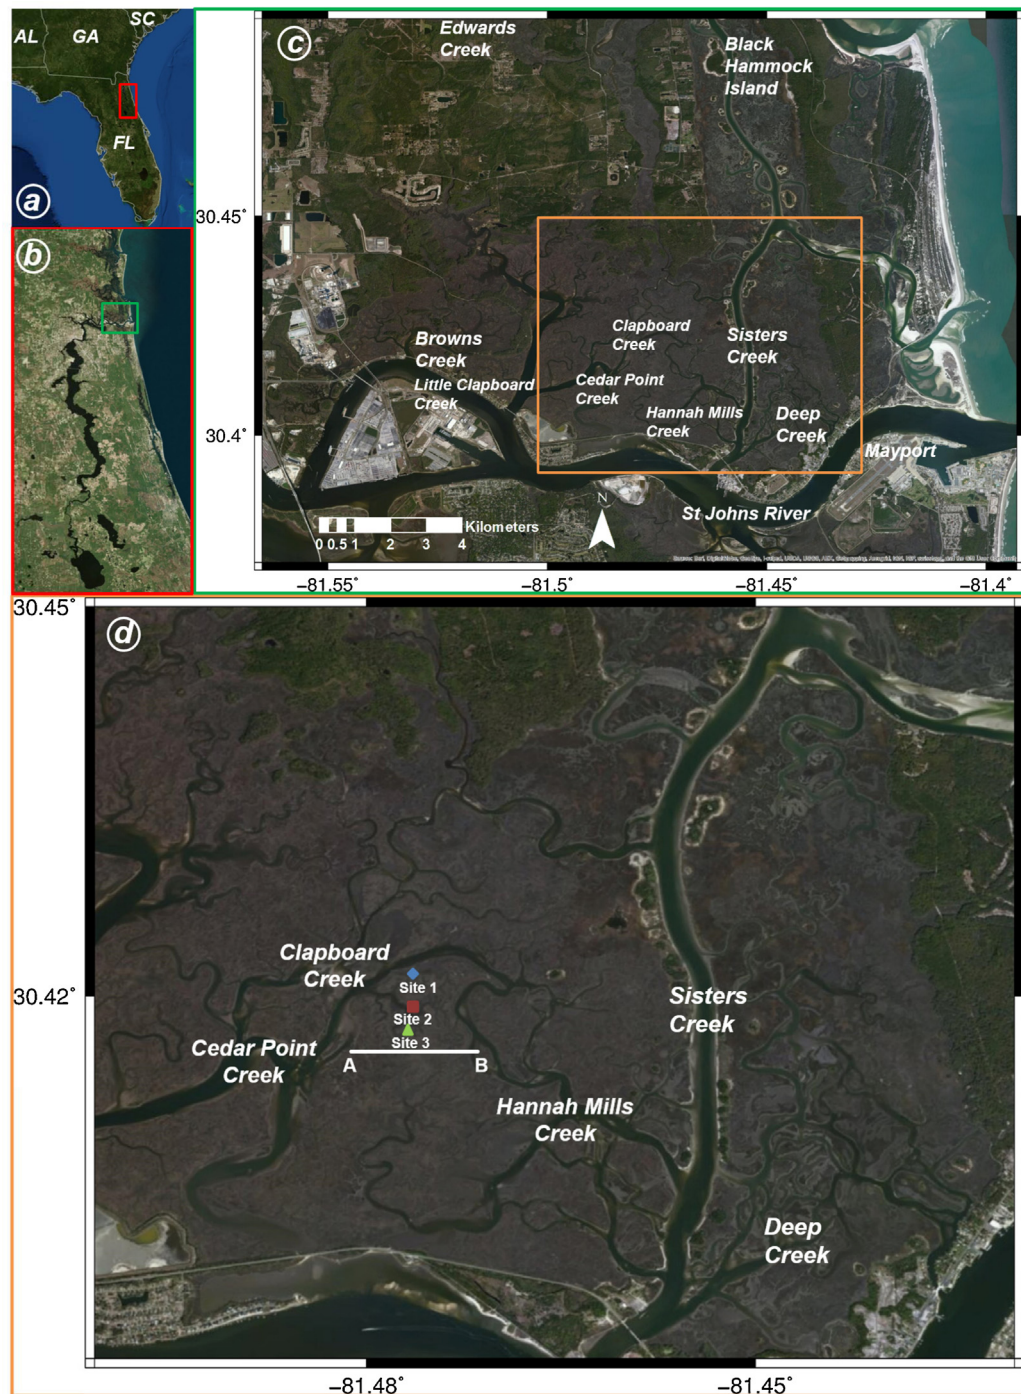 SC
AL
GA
FL
a
b
c
Edwards
Creek
Black
Hammock
Island
30.45°
Clapboard
Creek
Sisters
Creek
Browns
Creek
Little Clapboard
Creek
Cedar Point
Creek
Hannah Mills
Creek
Deep
Creek
30.4°
Mayport
N
St Johns River
Kilometers
0 0.5 1 2 3 4
−81.55° −81.5° −81.45° −81.4°
30.45°
d
Clapboard
Creek
Site 1
30.42°
Site 2
Sisters
Creek
Site 3
Cedar Point
Creek
A B
Hannah Mills
Creek
Deep
Creek
−81.48° −81.45°